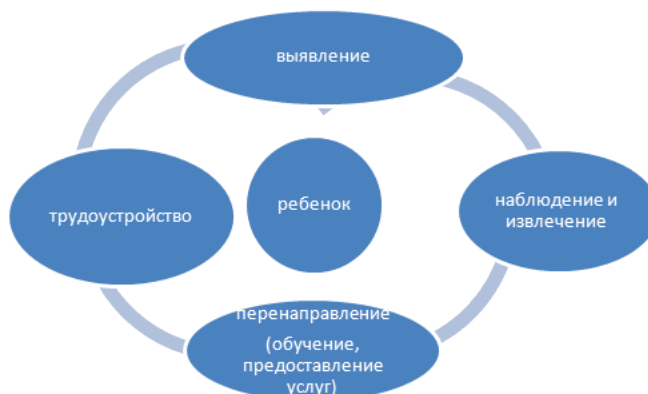 выявление
трудоустройство
ребенок
наблюдение и
извлечение
перенаправление
(обучение,
предоставление
услуг)